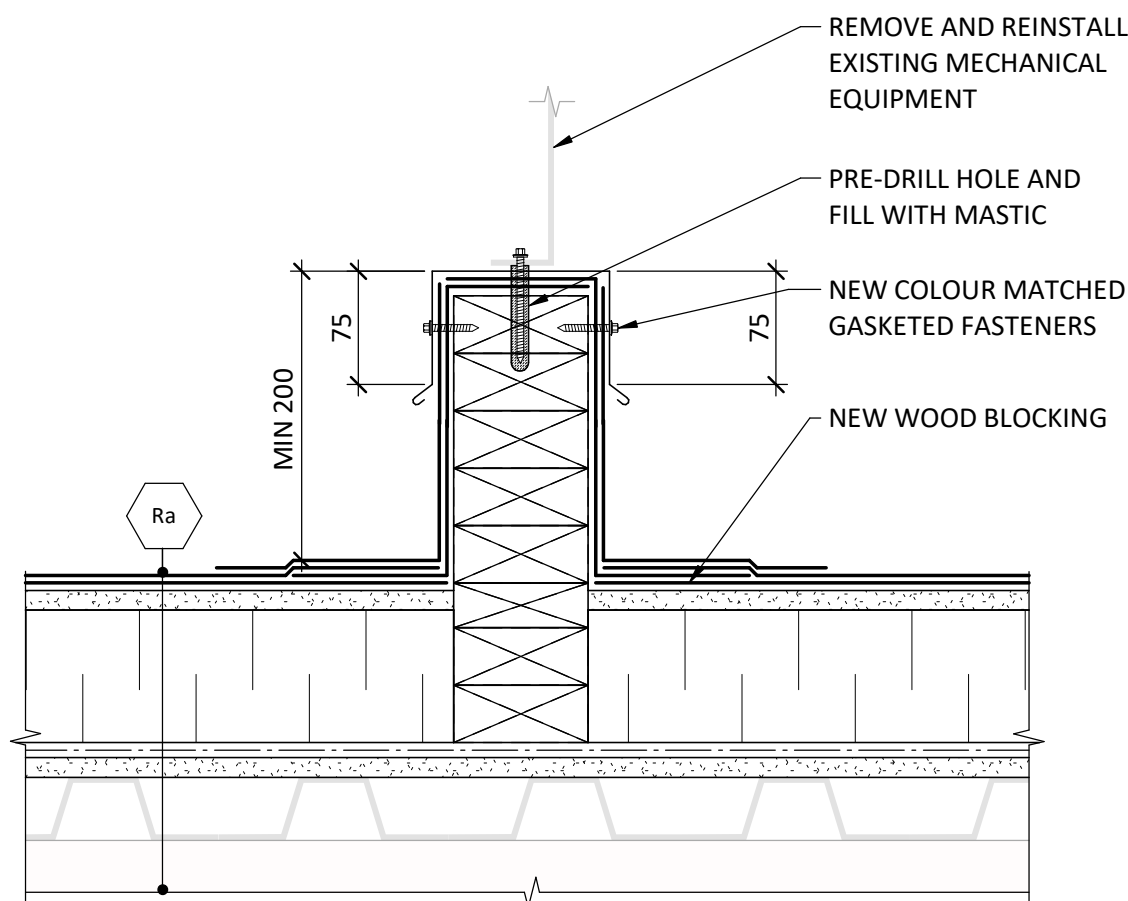 REMOVE AND REINSTALL
EXISTING MECHANICAL
EQUIPMENT
PRE-DRILL HOLE AND
FILL WITH MASTIC
NEW COLOUR MATCHED
GASKETED FASTENERS
NEW WOOD BLOCKING
75
75
MIN 200
Ra